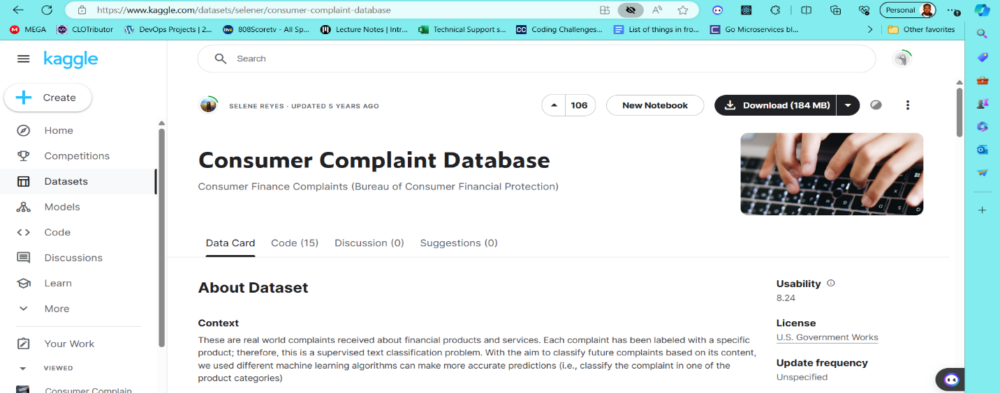 https://www.kaggle.com/datasets/selener/consumer-complaint-database
Personal
MEGA
CLOTributor
DevOps Projects | 2...
808Scoretv - All Sp...
Lecture Notes | Intr...
Technical Support s...
Coding Challenges...
List of things in fro...
Go Microservices bl...
Other favorites
kaggle
Search
Create
SELENE REYES · UPDATED 5 YEARS AGO
106
New Notebook
Download (184 MB)
Home
Competitions
Datasets
Models
Code
Discussions
Learn
More
Your Work
VIEWED
Consumer Complain
Consumer Complaint Database
Consumer Finance Complaints (Bureau of Consumer Financial Protection)
Data Card
Code (15)
Discussion (0)
Suggestions (0)
About Dataset
Context
These are real world complaints received about financial products and services. Each complaint has been labeled with a specific
product; therefore, this is a supervised text classification problem. With the aim to classify future complaints based on its content,
we used different machine learning algorithms can make more accurate predictions (i.e., classify the complaint in one of the
product categories)
Usability
8.24
License
U.S. Government Works
Update frequency
Unspecified